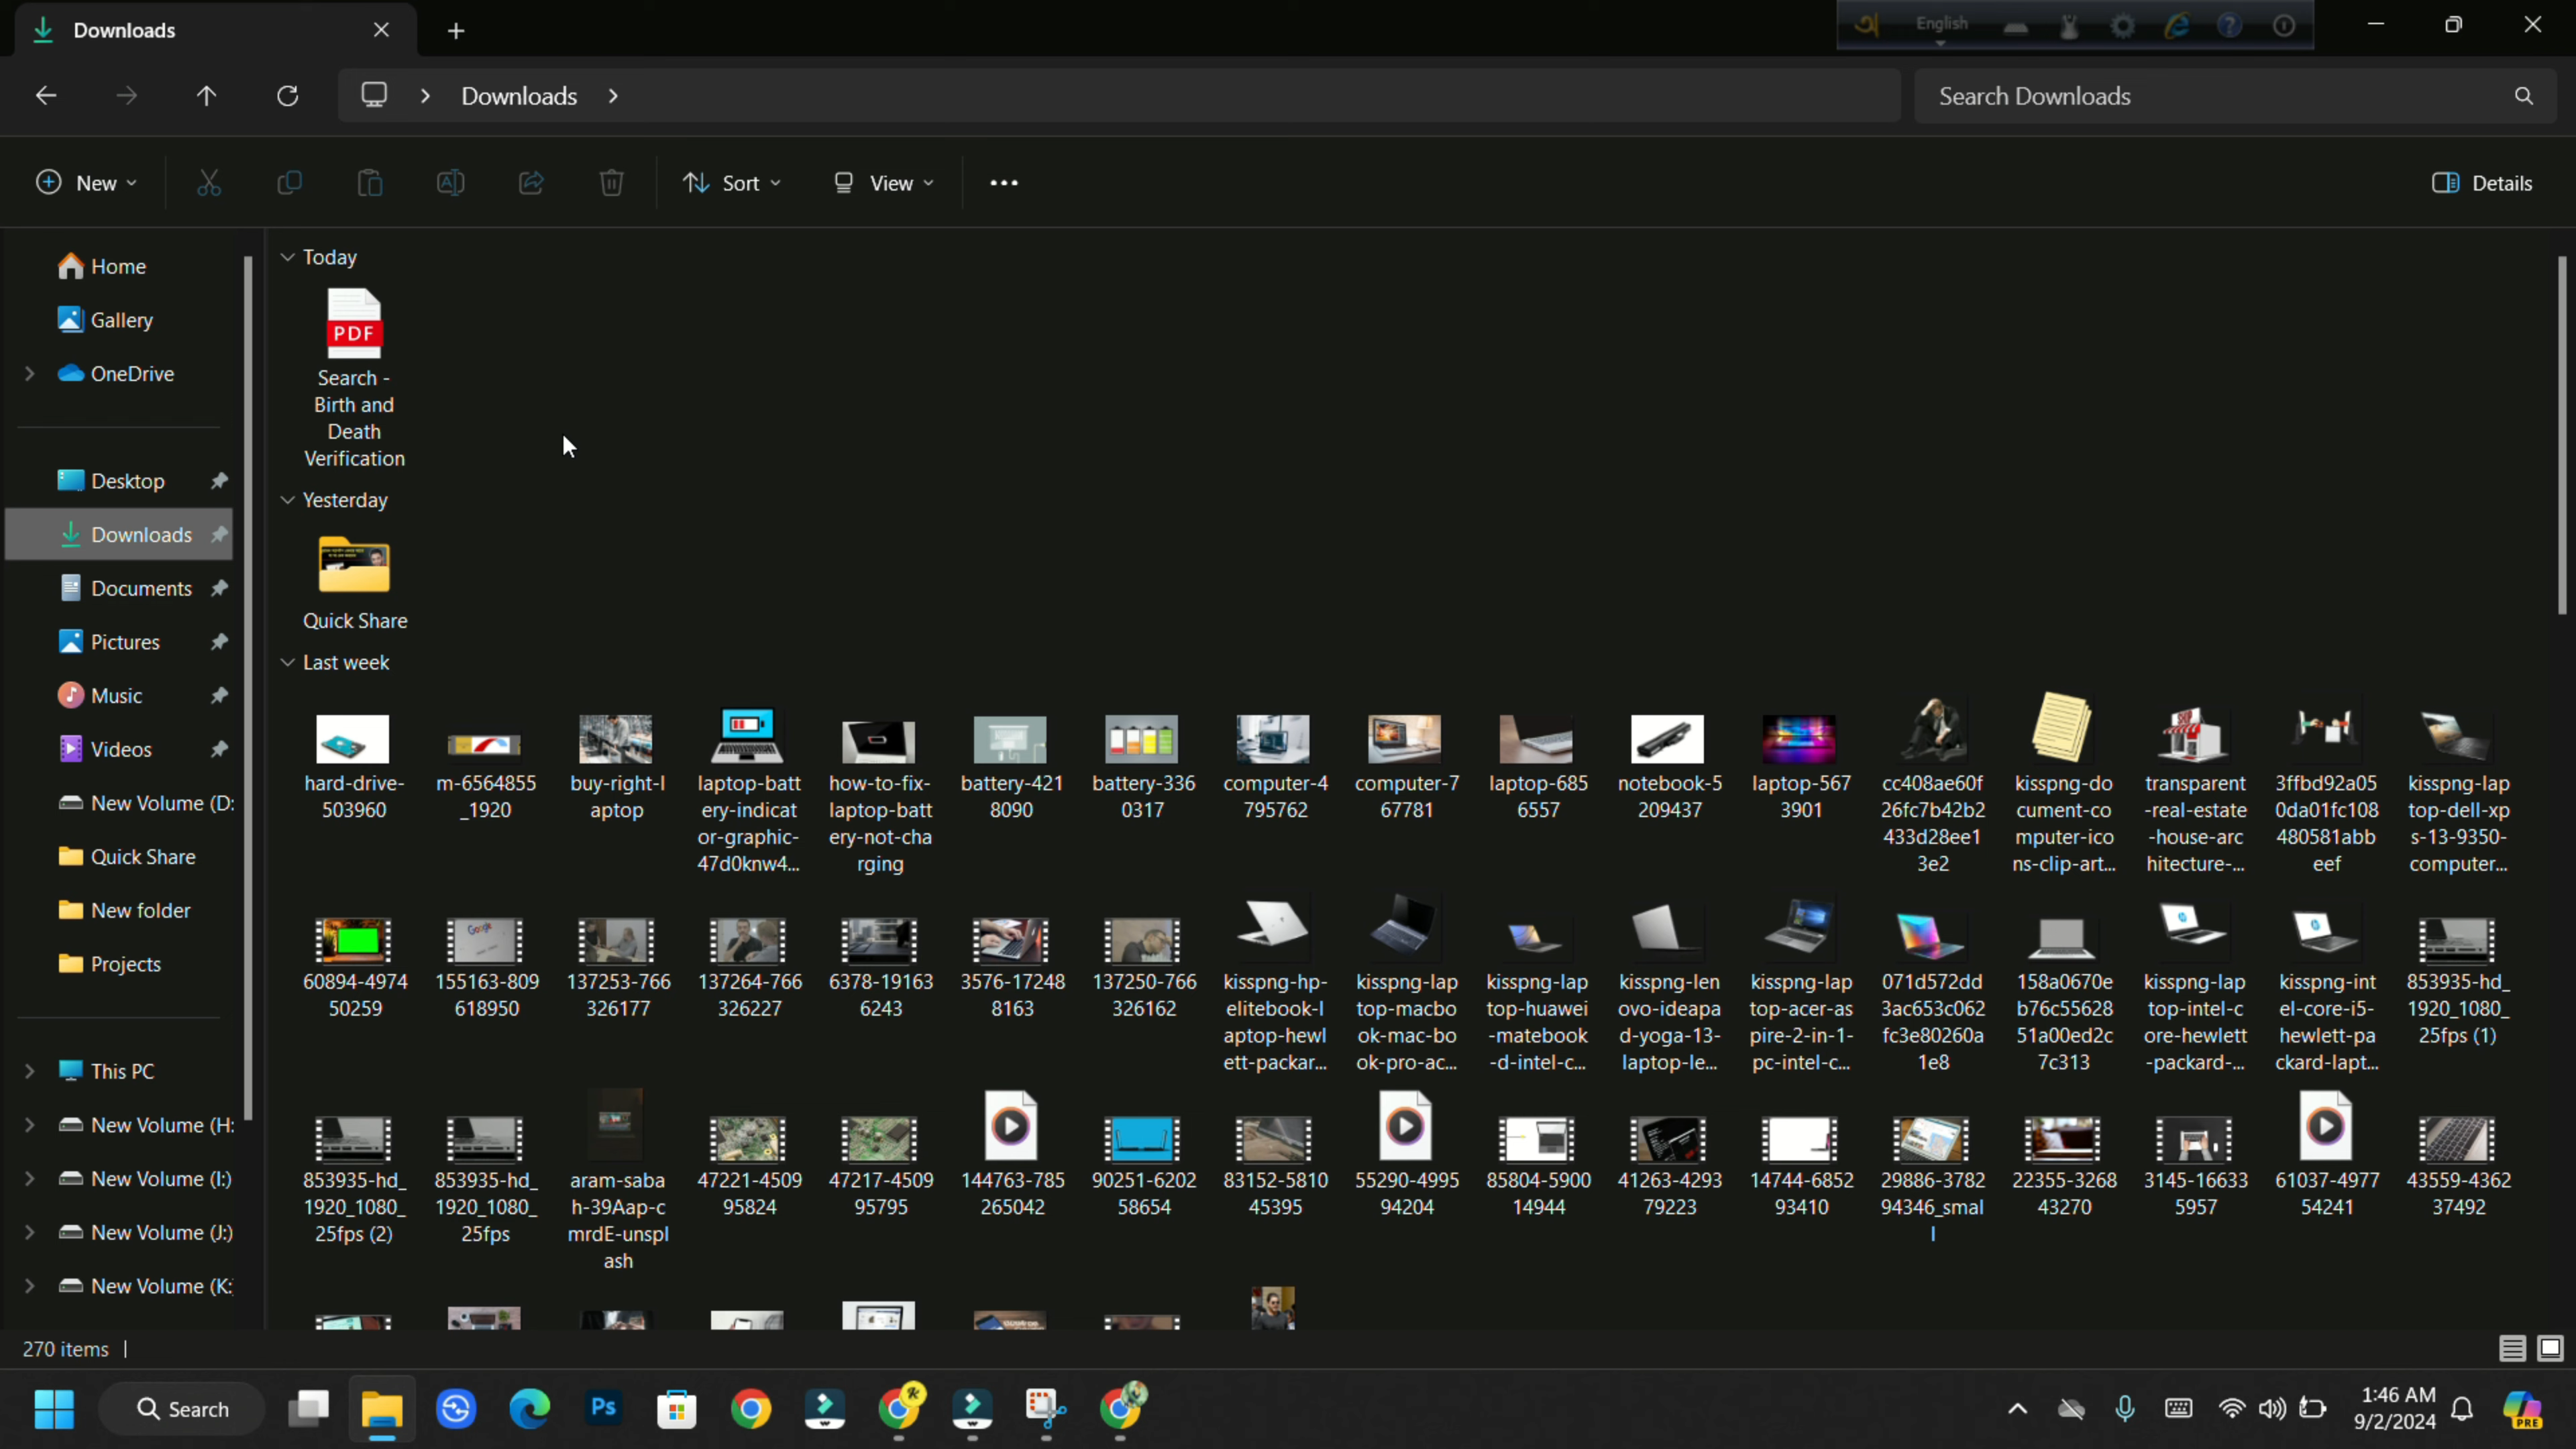 Downloads
অ English
Downloads
Search Downloads
New
Sort
View
Details
Home
Gallery
OneDrive
Desktop
Downloads
Documents
Pictures
Music
Videos
New Volume (D:
Quick Share
New folder
Projects
This PC
New Volume (H:
New Volume (I:)
New Volume (J:)
New Volume (K:
Today
PDF
Search -
Birth and
Death
Verification
Yesterday
Quick Share
Last week
hard-drive-
503960
m-6564855
_1920
buy-right-l
aptop
laptop-batt
ery-indicat
or-graphic-
47d0knw4...
how-to-fix-
laptop-batt
ery-not-cha
rging
battery-421
8090
battery-336
0317
computer-4
795762
computer-7
67781
laptop-685
6557
notebook-5
209437
laptop-567
3901
cc408ae60f
26fc7b42b2
433d28ee1
3e2
kisspng-do
cument-co
mputer-ico
ns-clip-art...
transparent
-real-estate
-house-arc
hitecture-...
3ffbd92a05
0da01fc108
480581abb
eef
kisspng-lap
top-dell-xp
s-13-9350-
computer...
60894-4974
50259
Google
155163-809
618950
137253-766
326177
137264-766
326227
6378-19163
6243
3576-17248
8163
137250-766
326162
kisspng-hp-
elitebook-l
aptop-hewl
ett-packar...
kisspng-lap
top-macbo
ok-mac-bo
ok-pro-ac...
kisspng-lap
top-huawei
-matebook
-d-intel-c...
kisspng-len
ovo-ideapa
d-yoga-13-
laptop-le...
kisspng-lap
top-acer-as
pire-2-in-1-
pc-intel-c...
071d572dd
3ac653c062
fc3e80260a
1e8
158a0670e
b76c55628
51a00ed2c
7c313
kisspng-lap
top-intel-c
ore-hewlett
-packard-...
kisspng-int
el-core-i5-
hewlett-pa
ckard-lapt...
853935-hd_
1920_1080_
25fps (1)
853935-hd_
1920_1080_
25fps (2)
853935-hd_
1920_1080_
25fps
aram-saba
h-39Aap-c
mrdE-unspl
ash
47221-4509
95824
47217-4509
95795
144763-785
265042
90251-6202
58654
83152-5810
45395
55290-4995
94204
85804-5900
14944
41263-4293
79223
14744-6852
93410
29886-3782
94346_smal
l
22355-3268
43270
3145-16633
5957
61037-4977
54241
43559-4362
37492
270 items
Search
Ps
1:46 AM
9/2/2024
PRE